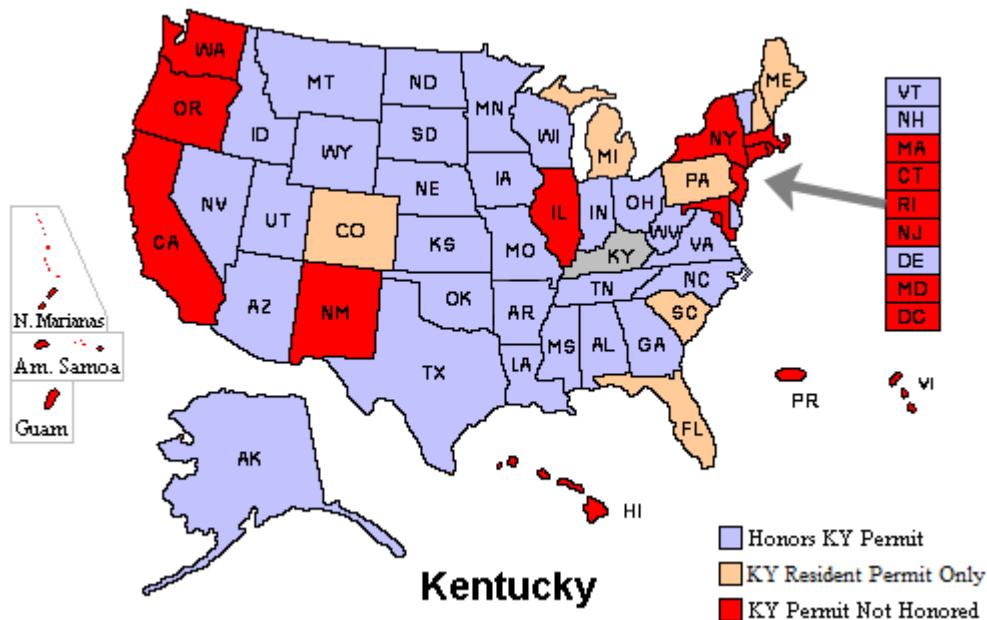 WA
MT
ND
MN
ME
OR
ID
SD
WI
NY
WY
MI
IA
NE
PA
NV
UT
CO
IL
IN
OH
CA
KS
MO
WV
VA
KY
AZ
NM
OK
AR
TN
NC
SC
TX
LA
MS
AL
GA
FL
AK
HI
VT
NH
MA
CT
RI
NJ
DE
MD
DC
N. Marianas
Am. Samoa
Guam
PR
VI
Kentucky
Honors KY Permit
KY Resident Permit Only
KY Permit Not Honored